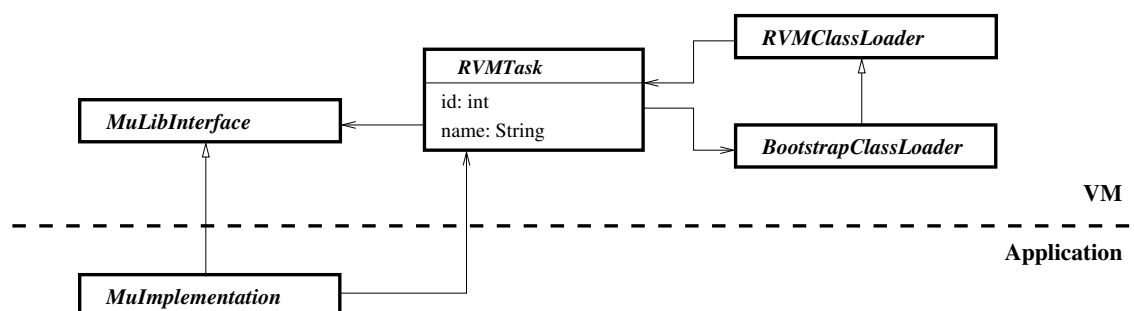 RVMClassLoader
RVMTask
id: int
name: String
MuLibInterface
BootstrapClassLoader
VM
Application
MuImplementation